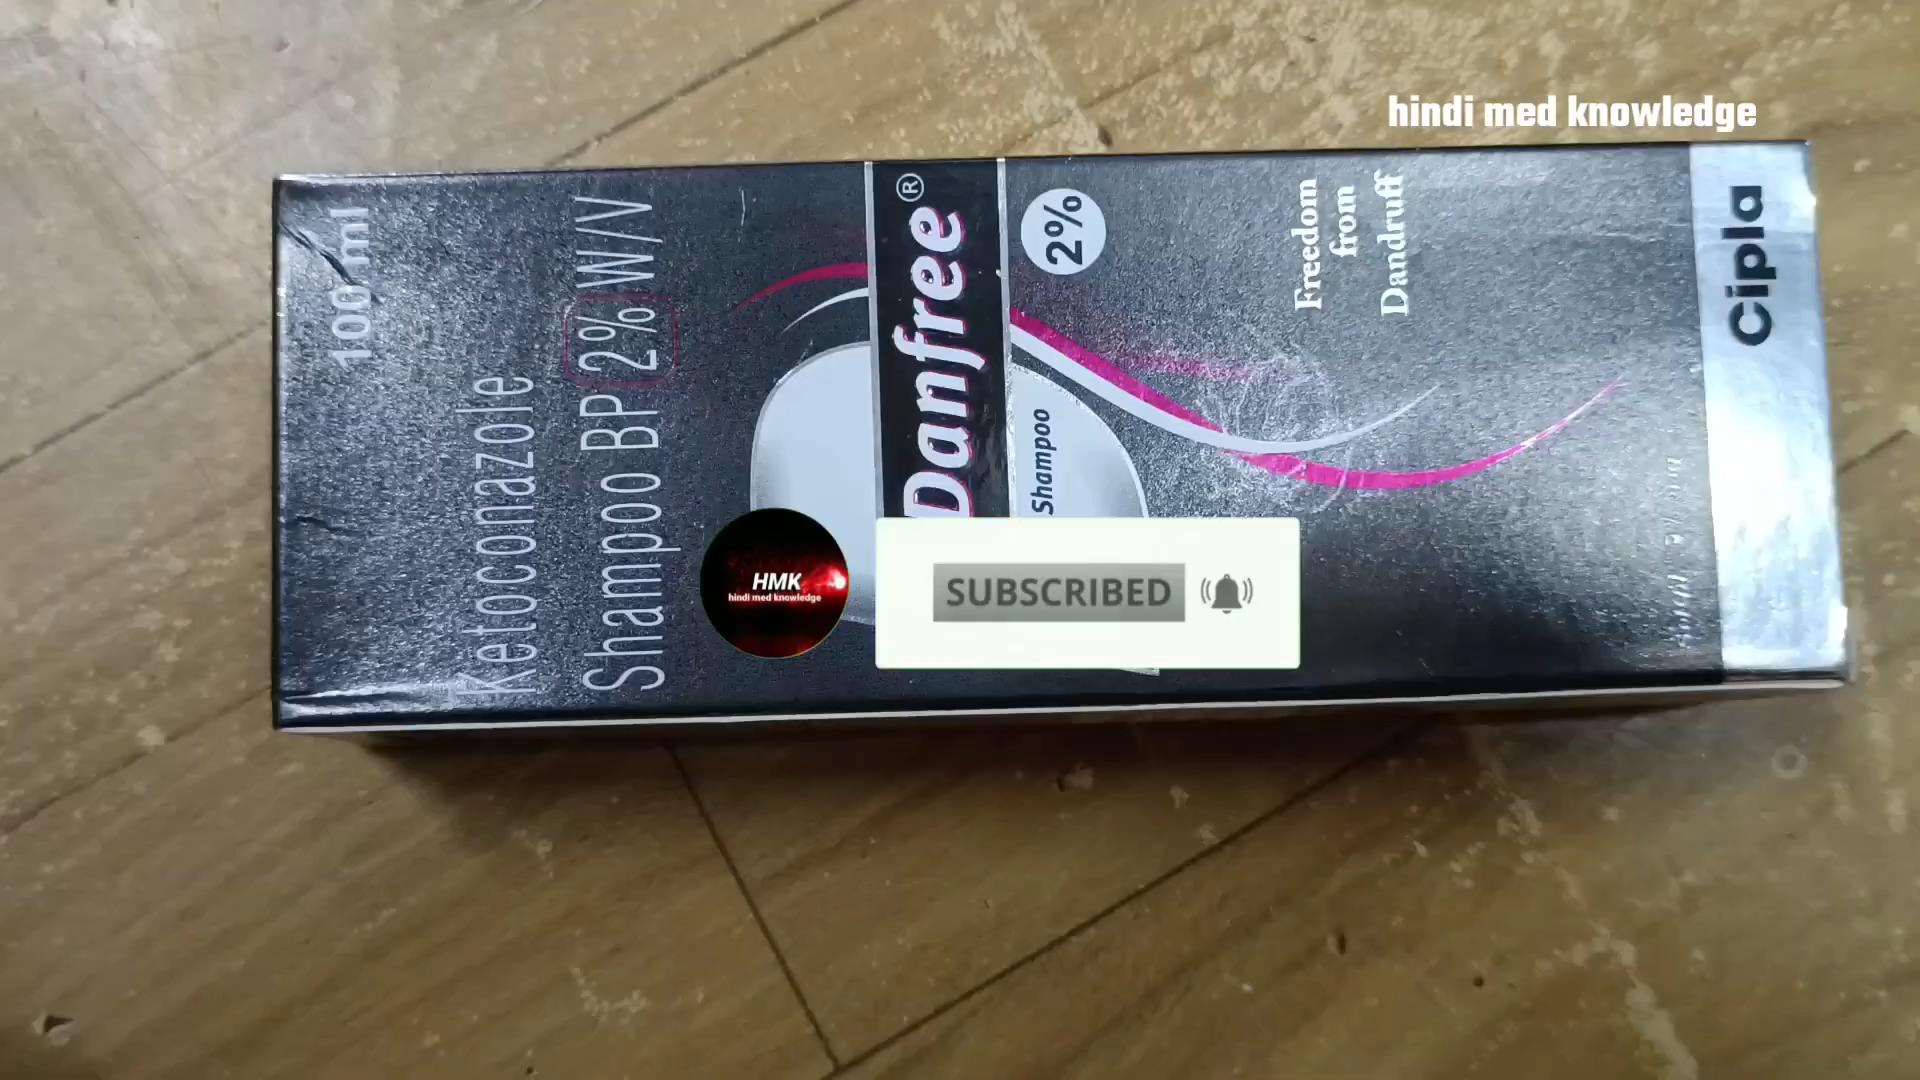 hindi med knowledge
100 ml
Ketoconazole
Shampoo BP 2% W/V
Danfree®
Shampoo
2%
Freedom
from
Dandruff
Cipla
HMK
hindi med knowledge
SUBSCRIBED